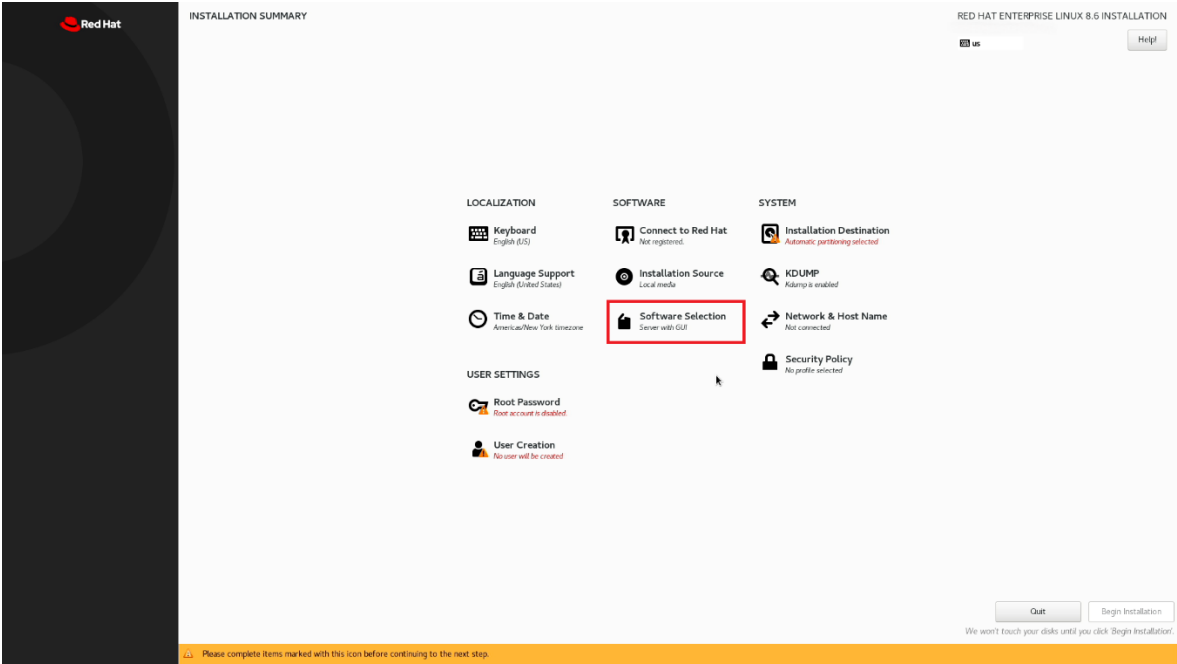 Red Hat
INSTALLATION SUMMARY
RED HAT ENTERPRISE LINUX 8.6 INSTALLATION
us
Help!
LOCALIZATION
Keyboard
English (US)
Language Support
English (United States)
Time & Date
Americas/New York timezone
USER SETTINGS
Root Password
Root account is disabled.
User Creation
No user will be created
SOFTWARE
Connect to Red Hat
Not registered.
Installation Source
Local media
Software Selection
Server with GUI
SYSTEM
Installation Destination
Automatic partitioning selected
KDUMP
Kdump is enabled
Network & Host Name
Not connected
Security Policy
No profile selected
Quit
Begin Installation
We won't touch your disks until you click 'Begin Installation'.
Please complete items marked with this icon before continuing to the next step.